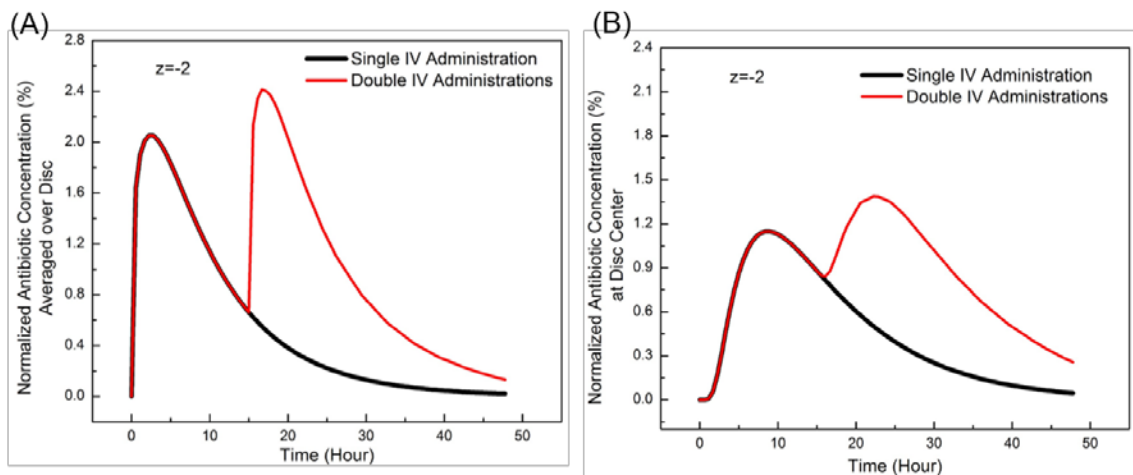 (A)
Normalized Antibiotic Concentration (%)
Averaged over Disc
2.8
2.4
2.0
1.6
1.2
0.8
0.4
0.0
z=-2
Single IV Administration
Double IV Administrations
0 10 20 30 40 50
Time (Hour)
(B)
Normalized Antibiotic Concentration (%)
at Disc Center
2.4
2.1
1.8
1.5
1.2
0.9
0.6
0.3
0.0
z=-2
Single IV Administration
Double IV Administrations
0 10 20 30 40 50
Time (Hour)